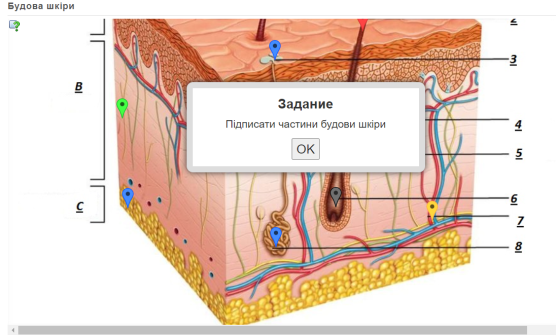 Будова шкіри
2
3
B
Задание
Підписати частини будови шкіри
OK
4
5
6
C
7
8